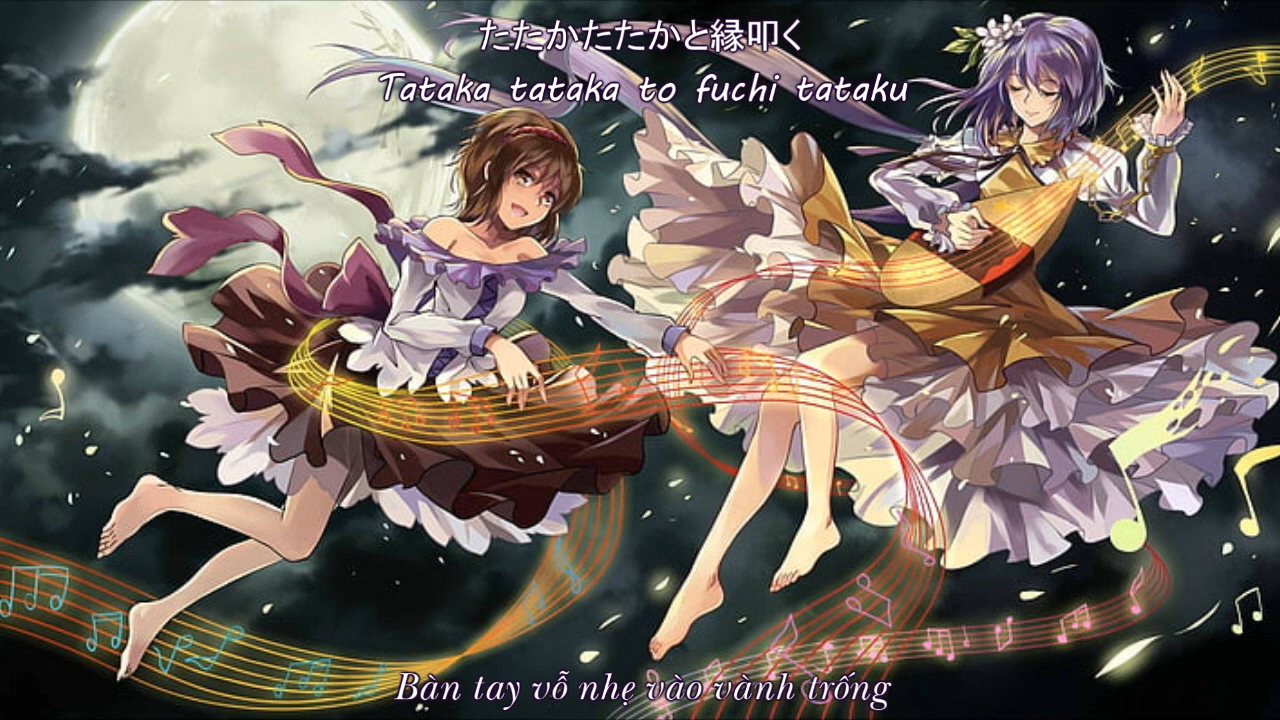 たたかたたかと縁叩く
Tataka tataka to fuchi tataku
Bàn tay vỗ nhẹ vào vành trống